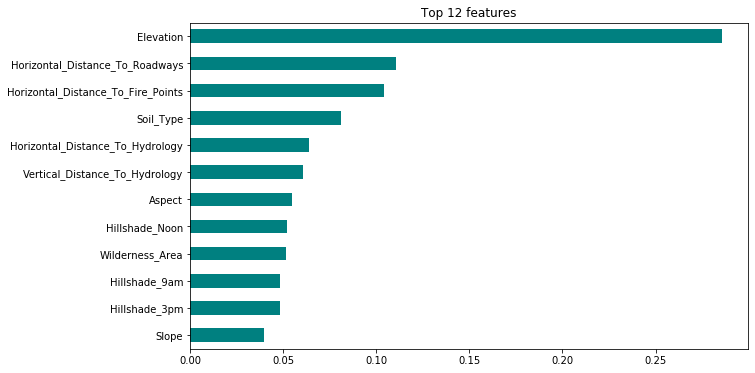 Top 12 features
Elevation
Horizontal_Distance_To_Roadways
Horizontal_Distance_To_Fire_Points
Soil_Type
Horizontal_Distance_To_Hydrology
Vertical_Distance_To_Hydrology
Aspect
Hillshade_Noon
Wilderness_Area
Hillshade_9am
Hillshade_3pm
Slope
0.00 0.05 0.10 0.15 0.20 0.25